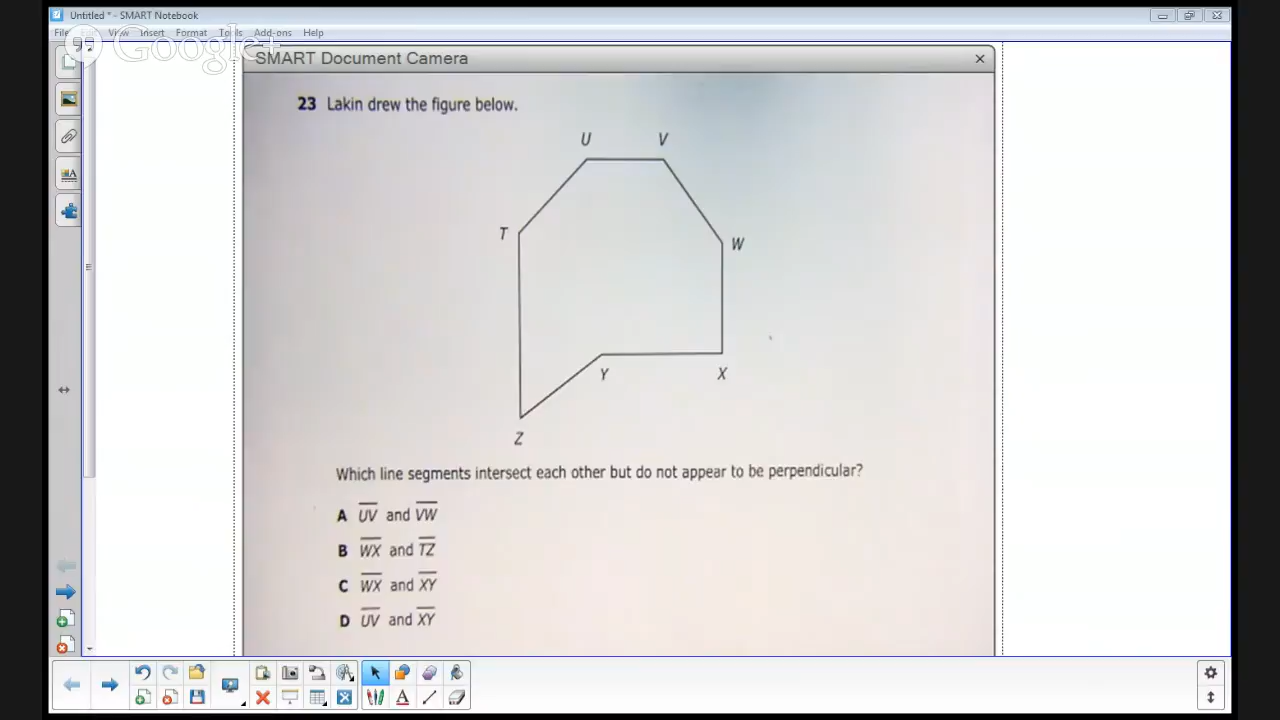 Untitled * - SMART Notebook
File Edit View Insert Format Tools Add-ons Help
Google+
SMART Document Camera
23 Lakin drew the figure below.
U V
T
W
Y
X
Z
Which line segments intersect each other but do not appear to be perpendicular?
A UV and VW
B WX and TZ
C WX and XY
D UV and XY